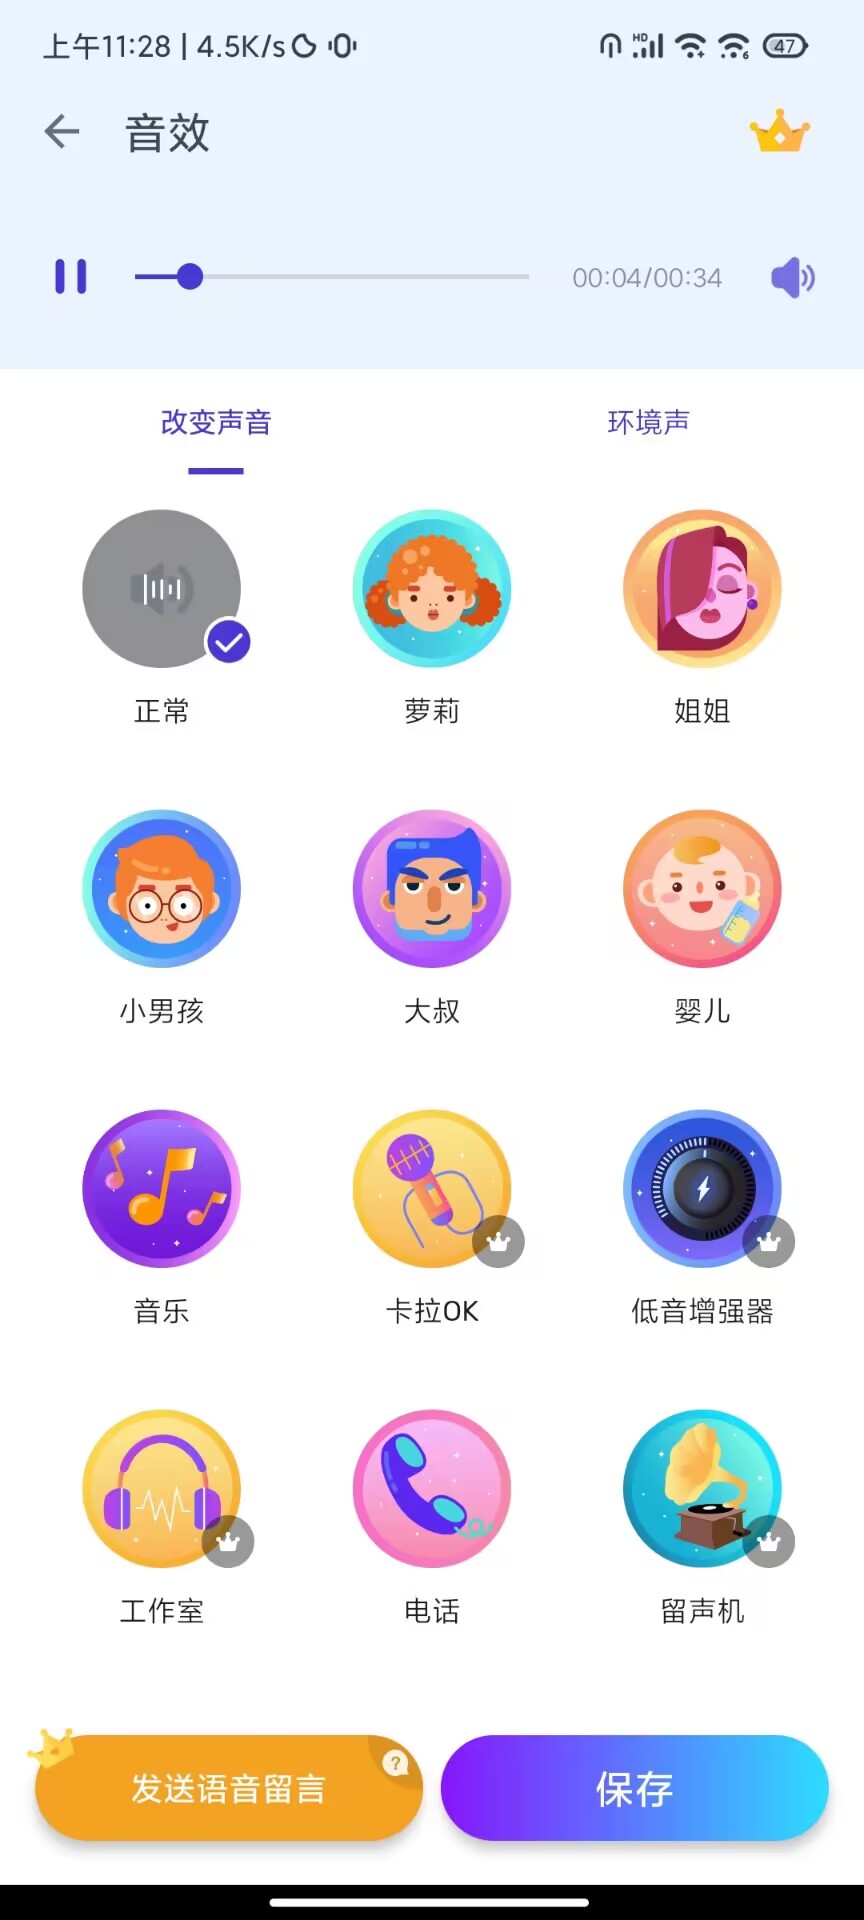 上午11:28 | 4.5K/s
HD
6
47
音效
00:04/00:34
改变声音
环境声
正常
萝莉
姐姐
小男孩
大叔
婴儿
音乐
卡拉OK
低音增强器
工作室
电话
留声机
发送语音留言
?
保存